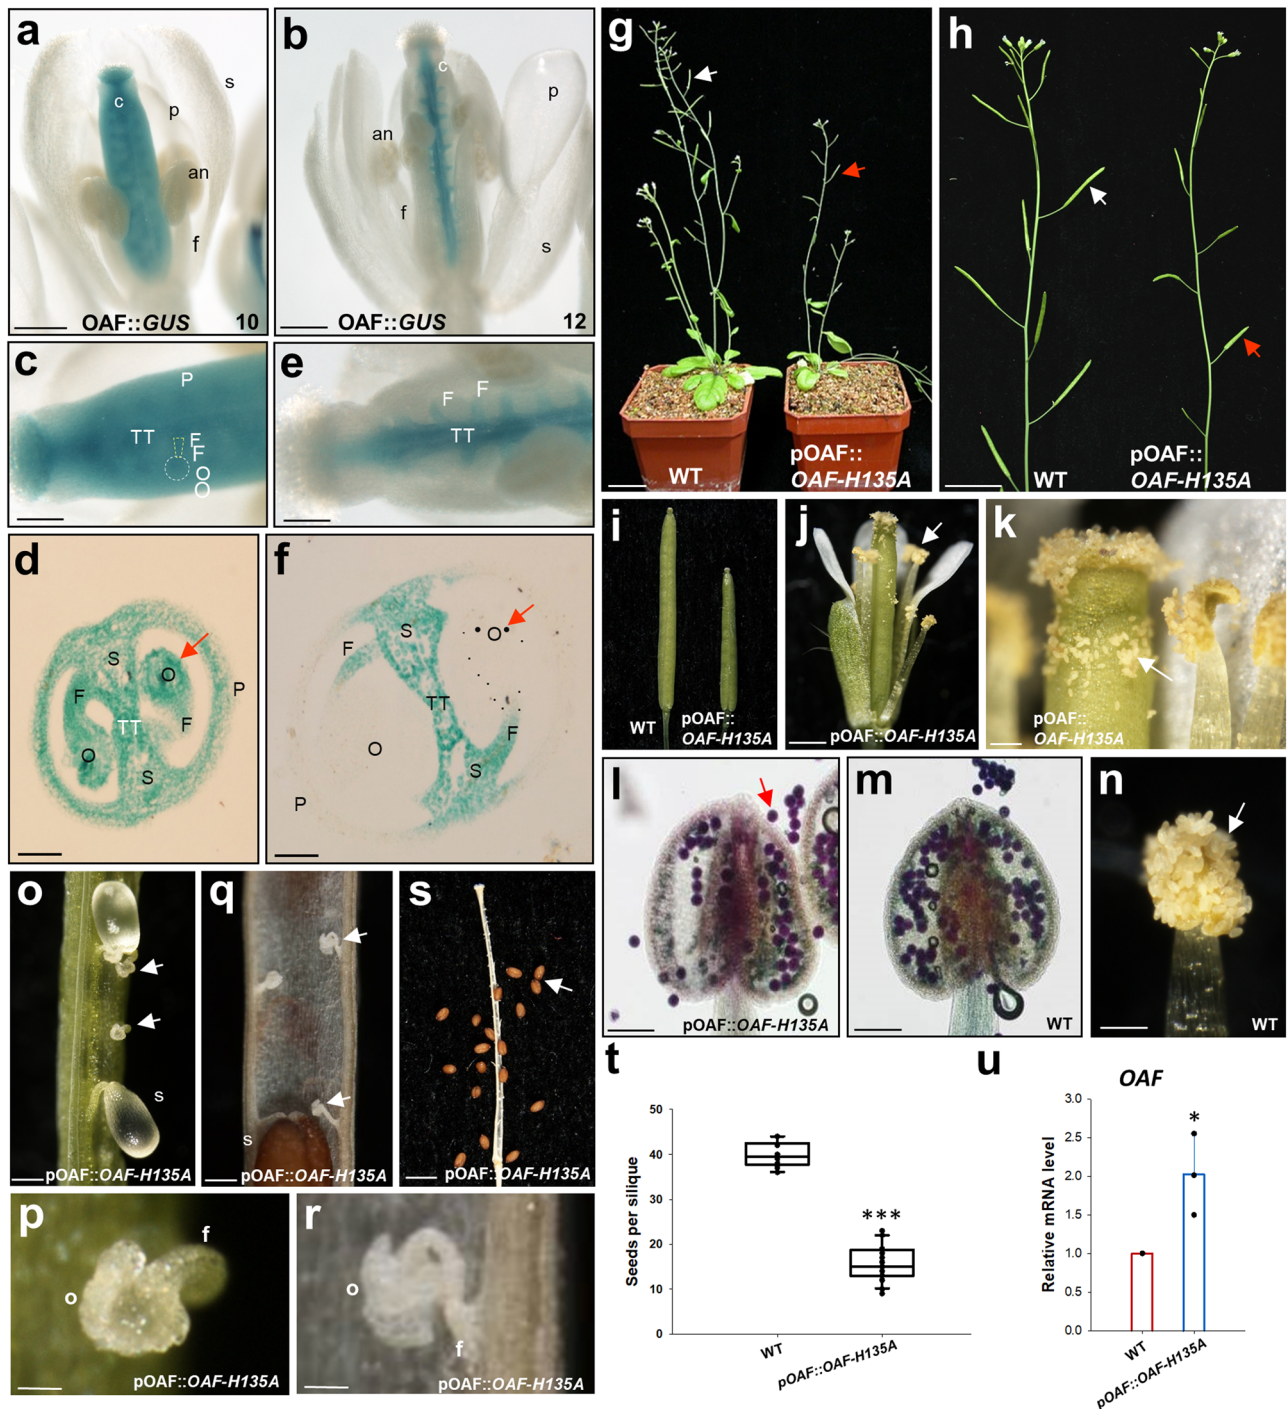 a
c
p
s
an
f
OAF::GUS
10
b
c
p
an
f
s
OAF::GUS
12
c
P
TT
F
F
O
O
e
F
F
TT
d
S
O
F
P
TT
F
O
S
f
S
O
F
TT
F
O
S
P
g
WT
pOAF::
OAF-H135A
h
WT
pOAF::
OAF-H135A
i
WT
pOAF::
OAF-H135A
j
pOAF::OAF-H135A
k
pOAF::
OAF-H135A
l
pOAF::OAF-H135A
m
WT
n
WT
o
s
pOAF::OAF-H135A
q
s
pOAF::OAF-H135A
s
pOAF::OAF-H135A
p
f
o
pOAF::OAF-H135A
r
o
f
pOAF::OAF-H135A
t
Seeds per silique
50
40
30
20
10
0
***
WT
pOAF::OAF-H135A
u
OAF
Relative mRNA level
3.0
2.5
2.0
1.5
1.0
0.5
0.0
*
WT
pOAF::OAF-H135A